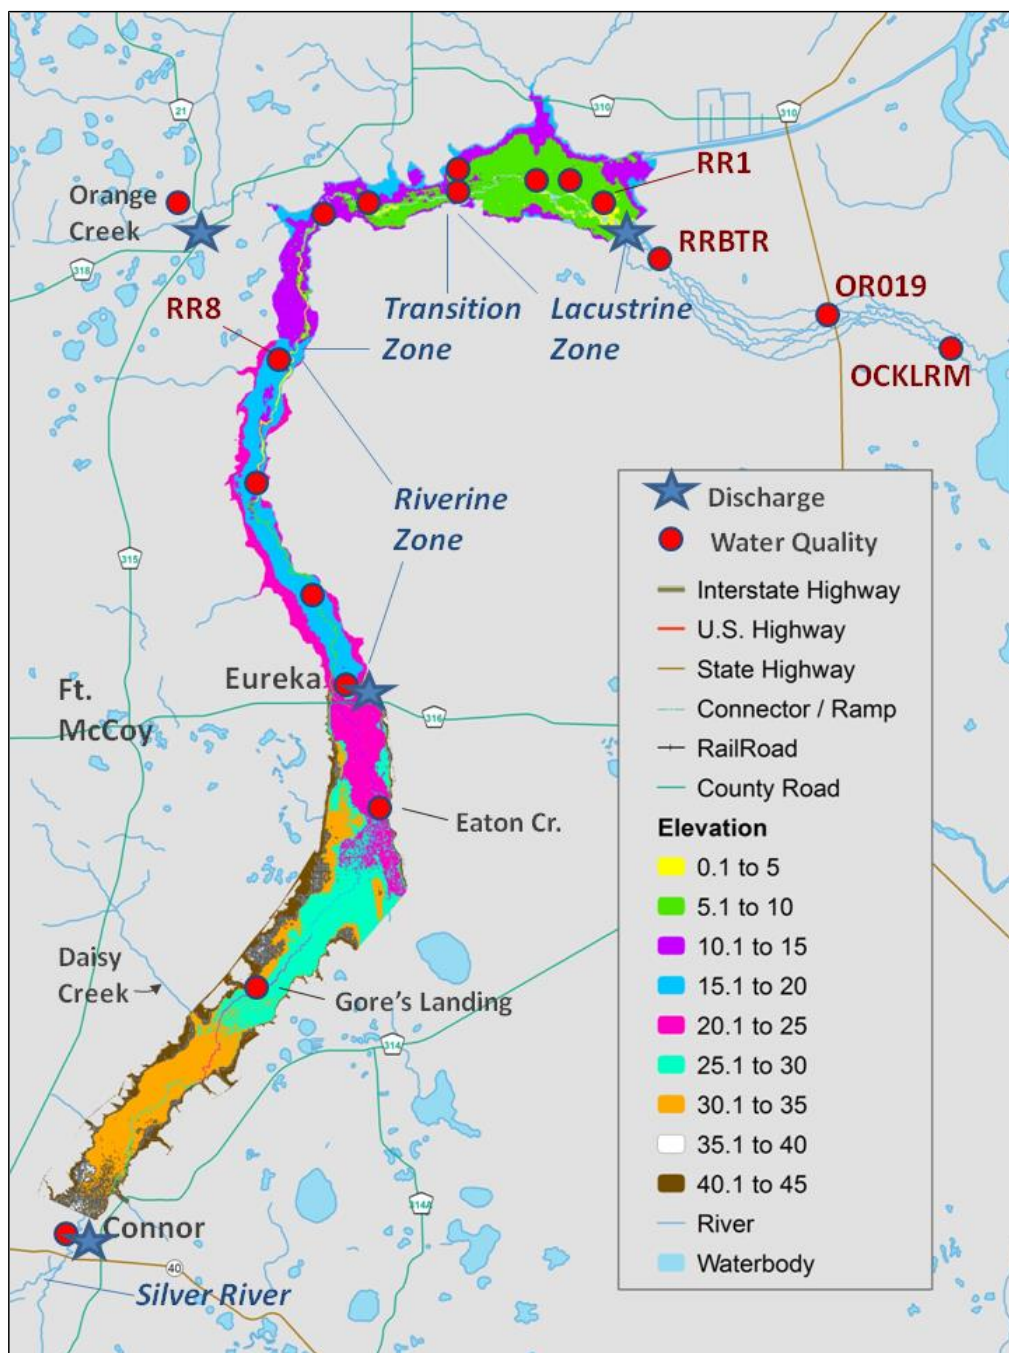 310
21
310
310
Orange
Creek
RR1
RRBTR
318
RR8
Transition
Zone
Lacustrine
Zone
OR019
OCKLRM
Riverine
Zone
315
Discharge
Water Quality
Interstate Highway
U.S. Highway
State Highway
Connector / Ramp
RailRoad
County Road
Elevation
0.1 to 5
5.1 to 10
10.1 to 15
15.1 to 20
20.1 to 25
25.1 to 30
30.1 to 35
35.1 to 40
40.1 to 45
River
Waterbody
Eureka
Ft.
McCoy
316
Eaton Cr.
Daisy
Creek
Gore's Landing
314
314A
Connor
40
Silver River